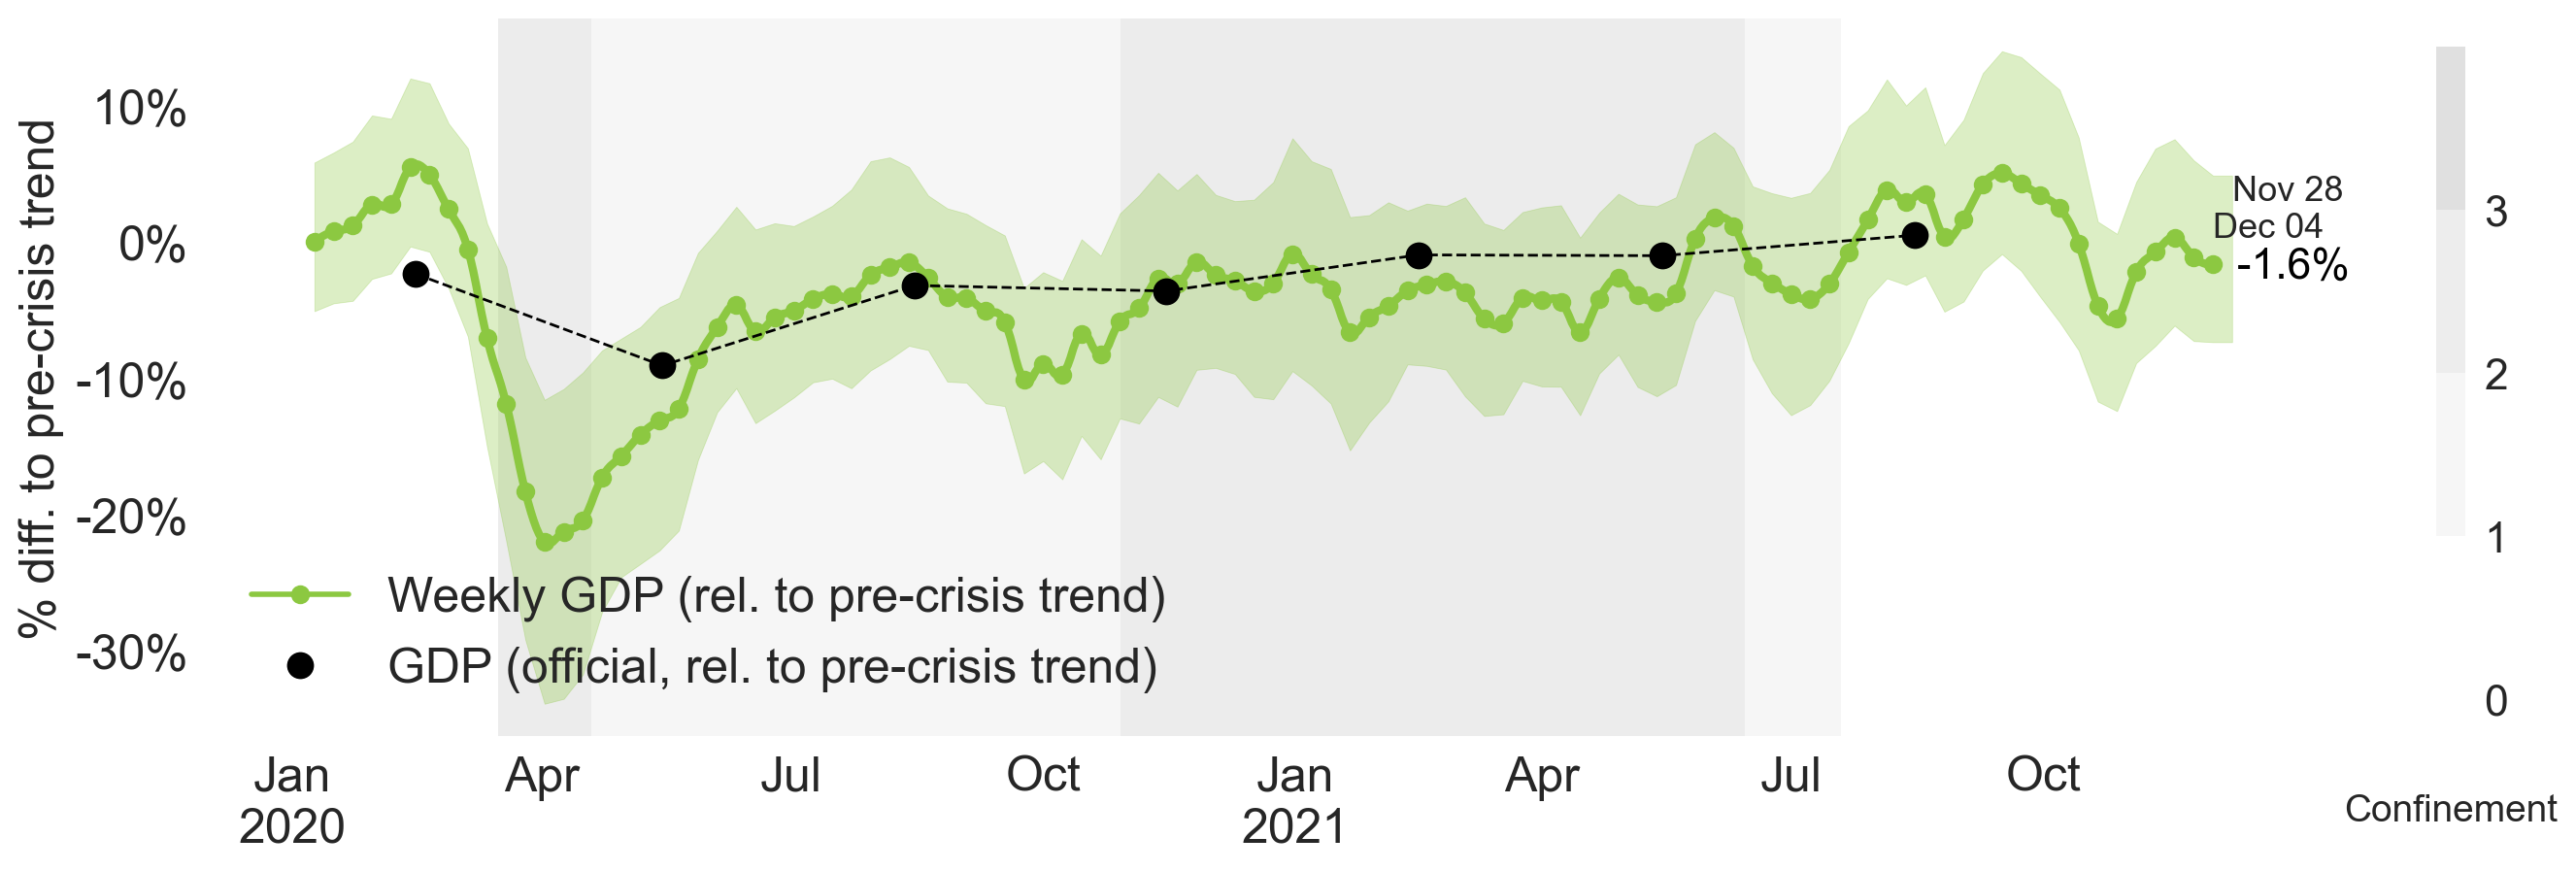 % diff. to pre-crisis trend
10%
0%
-10%
-20%
-30%
Nov 28
Dec 04
-1.6%
Weekly GDP (rel. to pre-crisis trend)
GDP (official, rel. to pre-crisis trend)
Jan Apr Jul Oct Jan Apr Jul Oct
2020 2021
3
2
1
0
Confinement